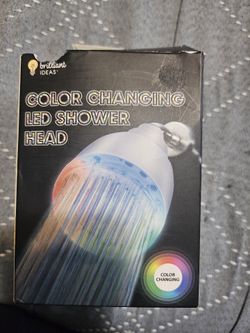 brilliant
IDEAS
COLOR CHANGING
LED SHOWER
HEAD
COLOR
CHANGING